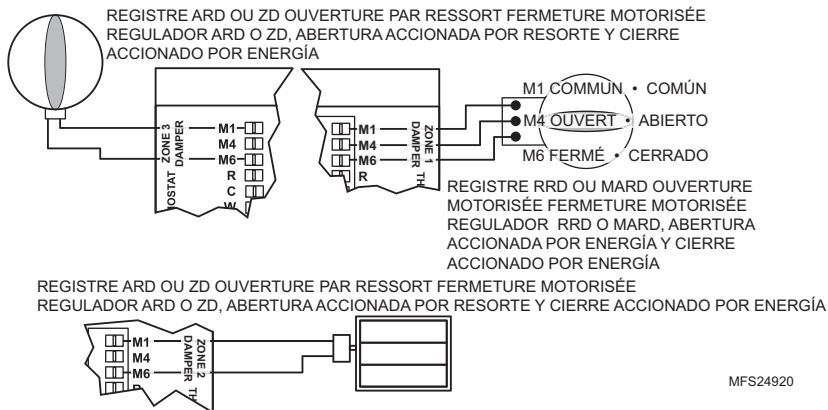 REGISTRE ARD OU ZD OUVERTURE PAR RESSORT FERMETURE MOTORISÉE
REGULADOR ARD O ZD, ABERTURA ACCIONADA POR RESORTE Y CIERRE
ACCIONADO POR ENERGÍA
ZONE 3
DAMPER
OSTAT
M1
M4
M6
R
C
W
M1
M4
M6
R
ZONE 1
DAMPER
TH
M1 COMMUN • COMÚN
M4 OUVERT • ABIERTO
M6 FERMÉ • CERRADO
REGISTRE RRD OU MARD OUVERTURE
MOTORISÉE FERMETURE MOTORISÉE
REGULADOR RRD O MARD, ABERTURA
ACCIONADA POR ENERGÍA Y CIERRE
ACCIONADO POR ENERGÍA
REGISTRE ARD OU ZD OUVERTURE PAR RESSORT FERMETURE MOTORISÉE
REGULADOR ARD O ZD, ABERTURA ACCIONADA POR RESORTE Y CIERRE ACCIONADO POR ENERGÍA
M1
M4
M6
ZONE 2
DAMPER
TH
MFS24920